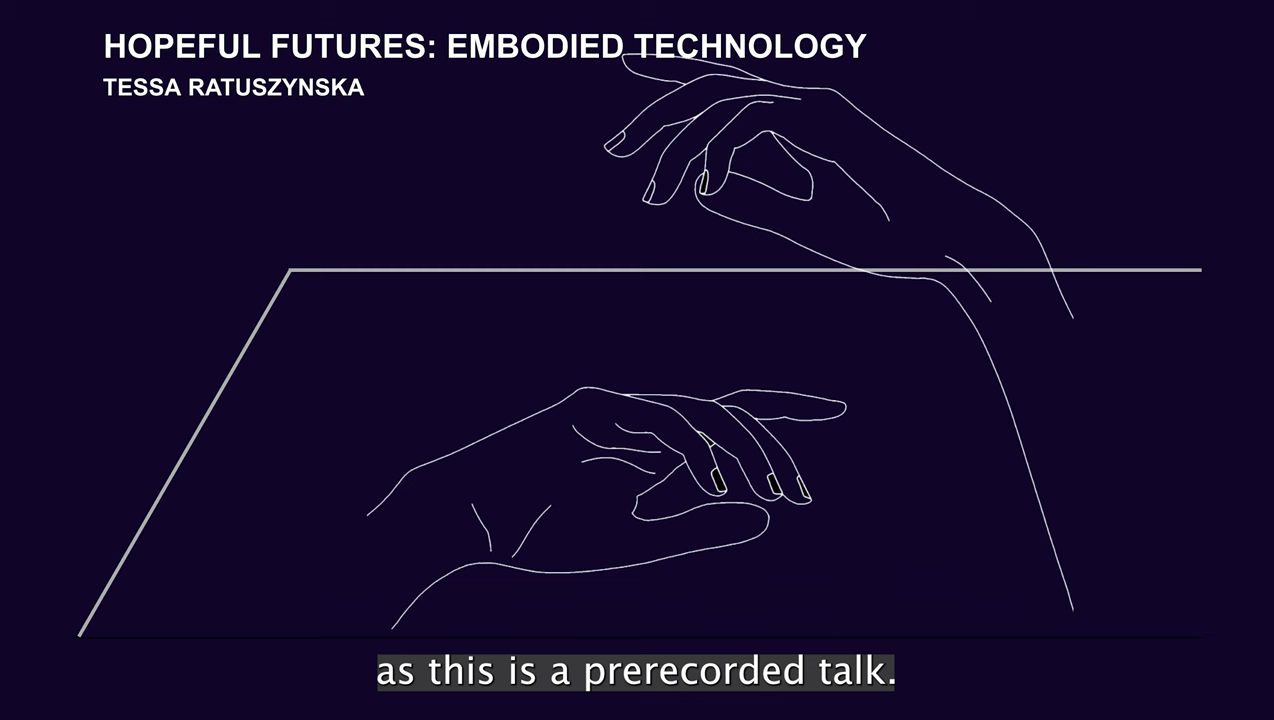 HOPEFUL FUTURES: EMBODIED TECHNOLOGY
TESSA RATUSZYNSKA
as this is a prerecorded talk.